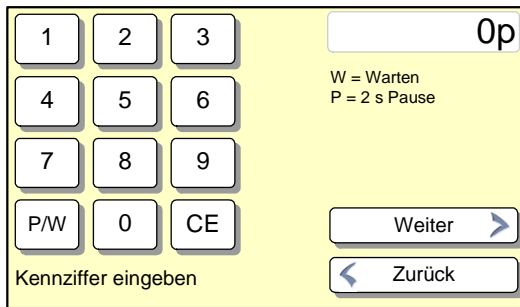 1 2 3
0p
W = Warten
P = 2 s Pause
4 5 6
7 8 9
P/W 0 CE
Weiter
Kennziffer eingeben
Zurück